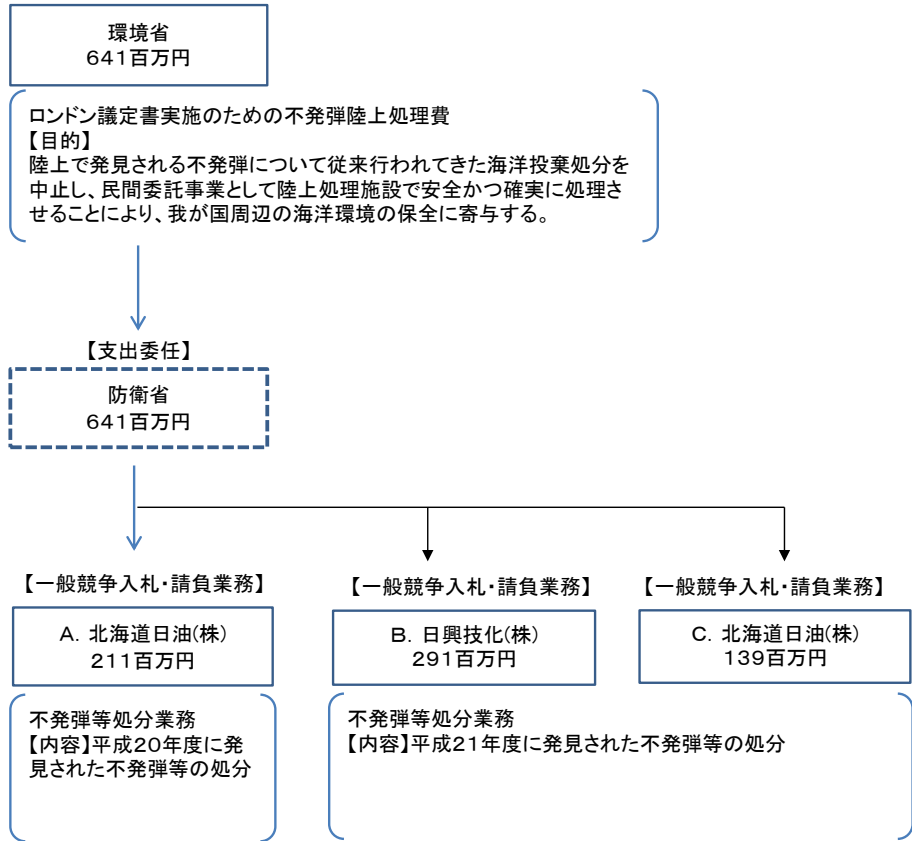 環境省
641百万円
ロンドン議定書実施のための不発弾陸上処理費
【目的】
陸上で発見される不発弾について従来行われてきた海洋投棄処分を
中止し、民間委託事業として陸上処理施設で安全かつ確実に処理さ
せることにより、我が国周辺の海洋環境の保全に寄与する。
【支出委任】
防衛省
641百万円
【一般競争入札・請負業務】
A．北海道日油(株)
211百万円
不発弾等処分業務
【内容】平成20年度に発
見された不発弾等の処分
【一般競争入札・請負業務】
B．日興技化(株)
291百万円
【一般競争入札・請負業務】
C．北海道日油(株)
139百万円
不発弾等処分業務
【内容】平成21年度に発見された不発弾等の処分